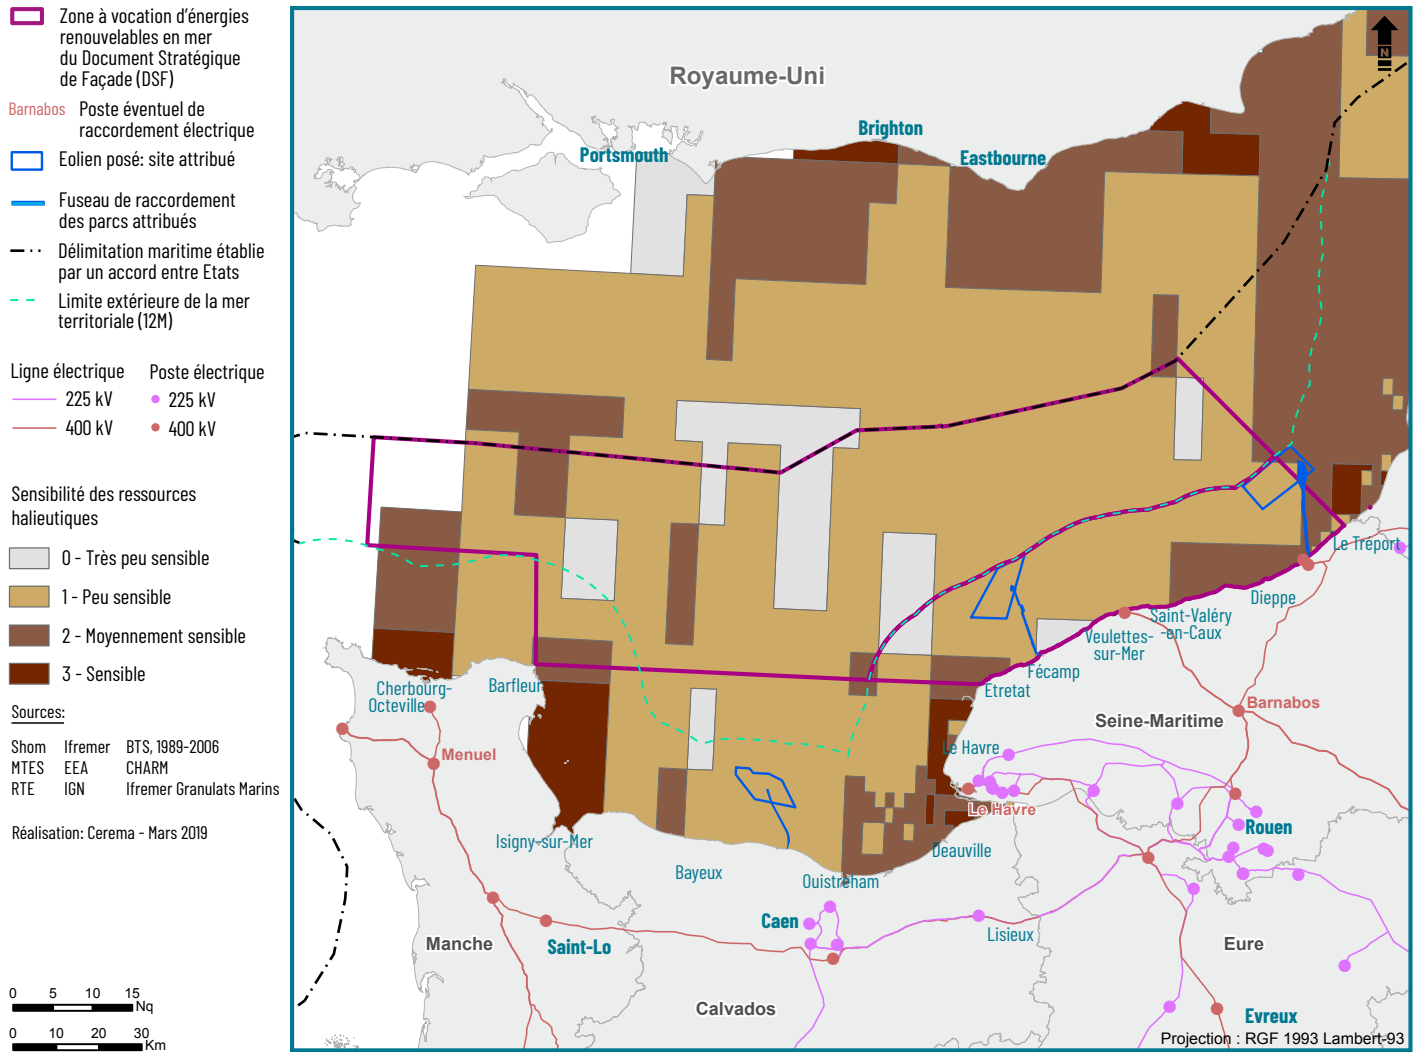 Zone à vocation d'énergies
renouvelables en mer
du Document Stratégique
de Façade (DSF)
Barnabos
Poste éventuel de
raccordement électrique
Eolien posé: site attribué
Fuseau de raccordement
des parcs attribués
Délimitation maritime établie
par un accord entre Etats
Limite extérieure de la mer
territoriale (12M)
Ligne électrique
Poste électrique
225 kV
225 kV
400 kV
400 kV
Sensibilité des ressources
halieutiques
0 - Très peu sensible
1 - Peu sensible
2 - Moyennement sensible
3 - Sensible
Sources:
Shom Ifremer BTS, 1989-2006
MTES EEA CHARM
RTE IGN Ifremer Granulats Marins
Réalisation: Cerema - Mars 2019
0 5 10 15
Nq
0 10 20 30
Km
N
Royaume-Uni
Brighton
Portsmouth
Eastbourne
Le Tréport
Dieppe
Saint-Valéry
-en-Caux
Veulettes-
sur-Mer
Fécamp
Etretat
Cherbourg-
Octeville
Barfleur
Barnabos
Seine-Maritime
Le Havre
Menuel
Le Havre
Rouen
Isigny-sur-Mer
Deauville
Bayeux
Ouistreham
Caen
Lisieux
Manche
Saint-Lo
Eure
Calvados
Evreux
Projection : RGF 1993 Lambert-93